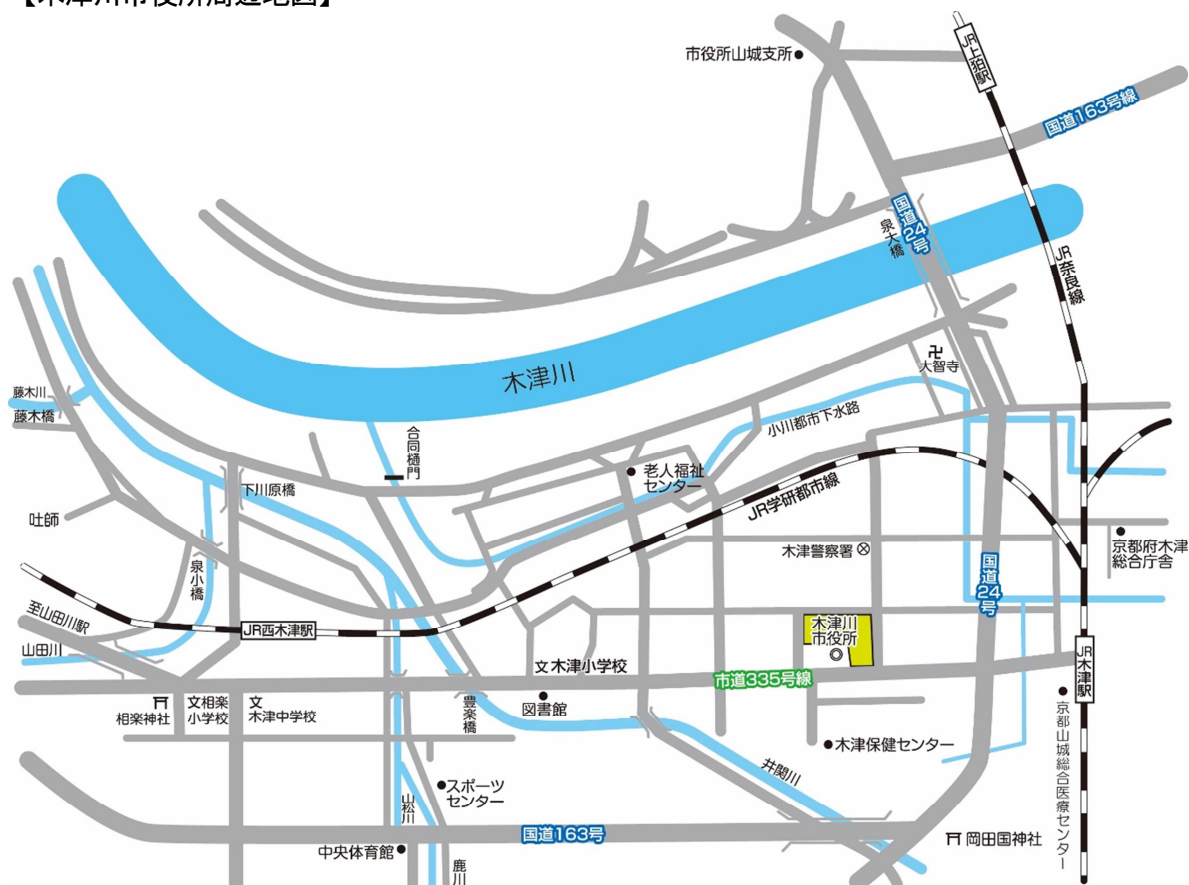 【木津川市役所周辺地図】
市役所山城支所
JR上狛駅
国道163号線
国道24号
泉大橋
JR奈良線
木津川
卍
大智寺
藤木川
藤木橋
合同樋門
小川都市下水路
下川原橋
老人福祉
センター
JR学研都市線
吐師
木津警察署
京都府木津
総合庁舎
泉小橋
国道24号
至山田川駅
JR西木津駅
木津川
市役所
山田川
文木津小学校
JR木津駅
市道335号線
相楽神社
文相楽
小学校
文
木津中学校
豊楽橋
図書館
木津保健センター
京都山城総合医療センター
井関川
スポーツ
センター
山松川
国道163号
岡田国神社
中央体育館
鹿川